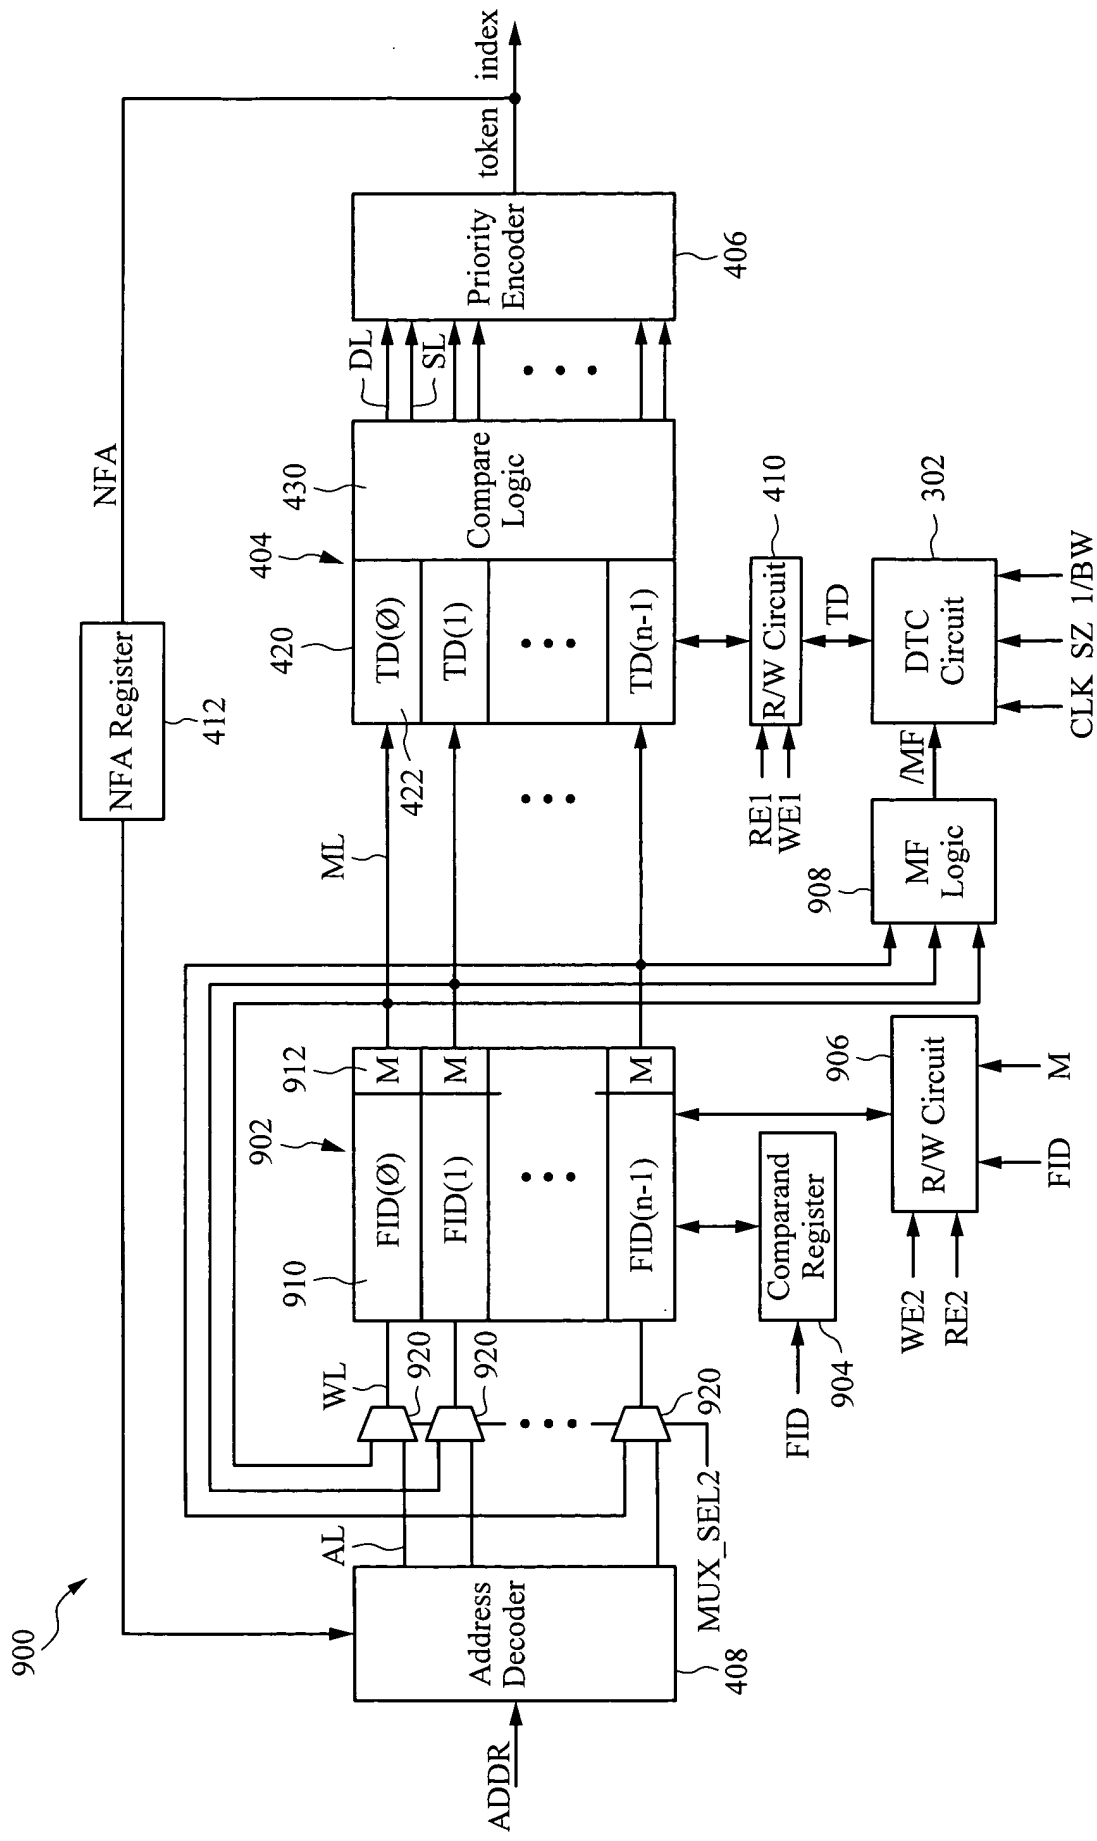 900
NFA Register
412
NFA
token
index
ADDR
Address
Decoder
408
AL
WL
920
920
920
MUX_SEL2
910
902
912
FID(Ø)
M
FID(1)
M
FID(n-1)
M
FID
Comparand
Register
904
906
R/W Circuit
WE2
RE2
FID
M
ML
422
420
404
430
TD(Ø)
TD(1)
TD(n-1)
Compare
Logic
DL
SL
Priority
Encoder
406
RE1
WE1
R/W Circuit
410
TD
908
MF
Logic
/MF
DTC
Circuit
302
CLK
SZ
1/BW